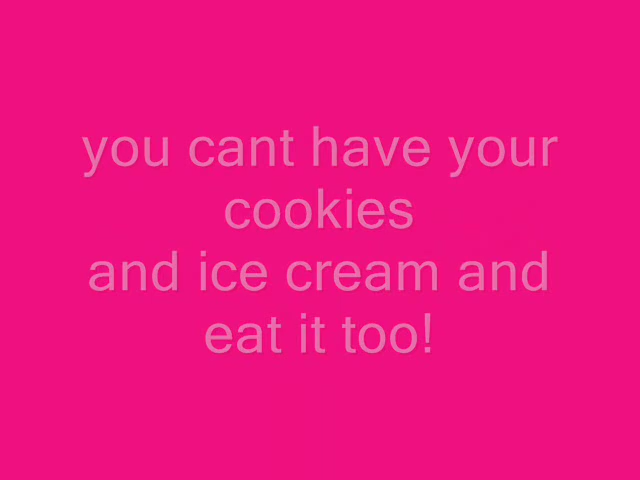 you cant have your
cookies
and ice cream and
eat it too!